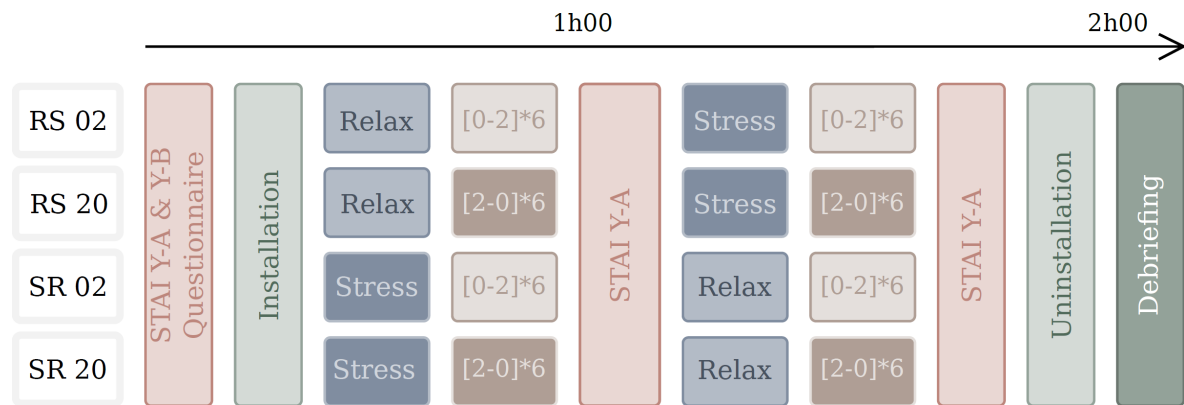 1h00
2h00
RS 02
Relax
[0-2]*6
Stress
[0-2]*6
RS 20
Relax
[2-0]*6
Stress
[2-0]*6
SR 02
Stress
[0-2]*6
Relax
[0-2]*6
SR 20
Stress
[2-0]*6
Relax
[2-0]*6
STAI Y-A & Y-B
Questionnaire
Installation
STAI Y-A
STAI Y-A
Uninstallation
Debriefing